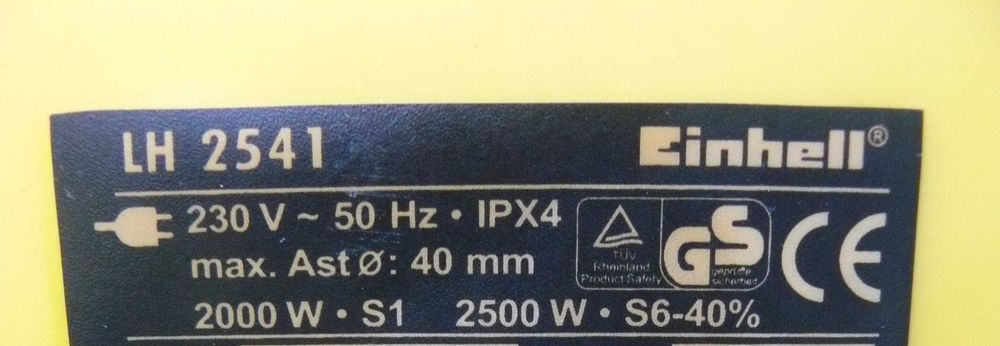 LH 2541 Einhell®
230 V ~ 50 Hz · IPX4
max. Ast Ø: 40 mm
TÜV
Rheinland
Product Safety
GS
geprüfte
sicherheit
CE
2000 W · S1 2500 W · S6-40%